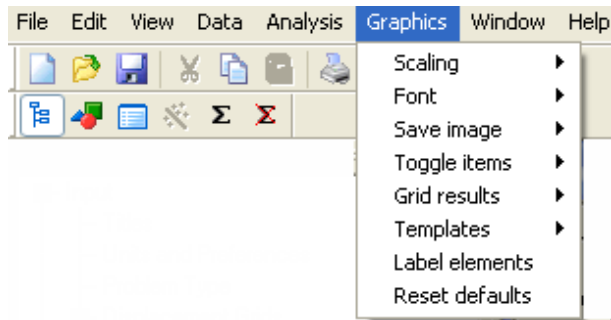 File Edit View Data Analysis Graphics Window Help
Scaling
Font
Save image
Toggle items
Grid results
Templates
Label elements
Reset defaults
Σ Σ